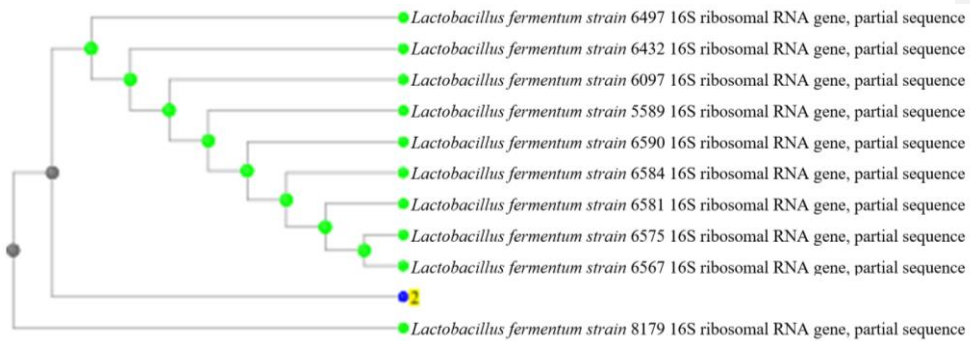 Lactobacillus fermentum strain 6497 16S ribosomal RNA gene, partial sequence
Lactobacillus fermentum strain 6432 16S ribosomal RNA gene, partial sequence
Lactobacillus fermentum strain 6097 16S ribosomal RNA gene, partial sequence
Lactobacillus fermentum strain 5589 16S ribosomal RNA gene, partial sequence
Lactobacillus fermentum strain 6590 16S ribosomal RNA gene, partial sequence
Lactobacillus fermentum strain 6584 16S ribosomal RNA gene, partial sequence
Lactobacillus fermentum strain 6581 16S ribosomal RNA gene, partial sequence
Lactobacillus fermentum strain 6575 16S ribosomal RNA gene, partial sequence
Lactobacillus fermentum strain 6567 16S ribosomal RNA gene, partial sequence
2
Lactobacillus fermentum strain 8179 16S ribosomal RNA gene, partial sequence